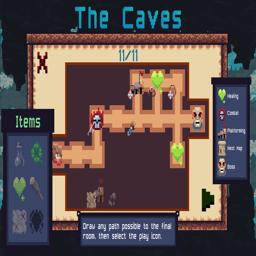 The Caves
11/11
Items
Healing
Combat
Platforming
Next Map
Boss
Draw any path possible to the final
room, then select the play icon.